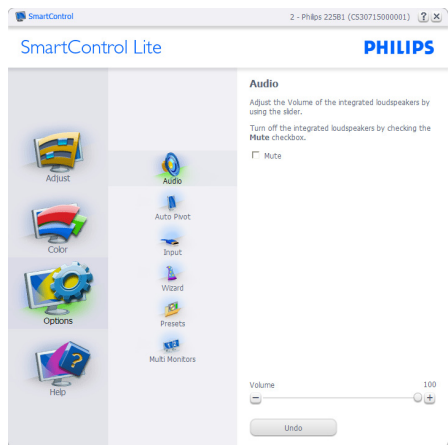 SmartControl
2 - Philips 225B1 (CS30715000001)
SmartControl Lite
PHILIPS
Audio
Adjust the Volume of the integrated loudspeakers by
using the slider.
Turn off the integrated loudspeakers by checking the
Mute checkbox.
Mute
Adjust
Color
Options
Help
Audio
Auto Pivot
Input
Wizard
Presets
Multi Monitors
Volume 100
Undo